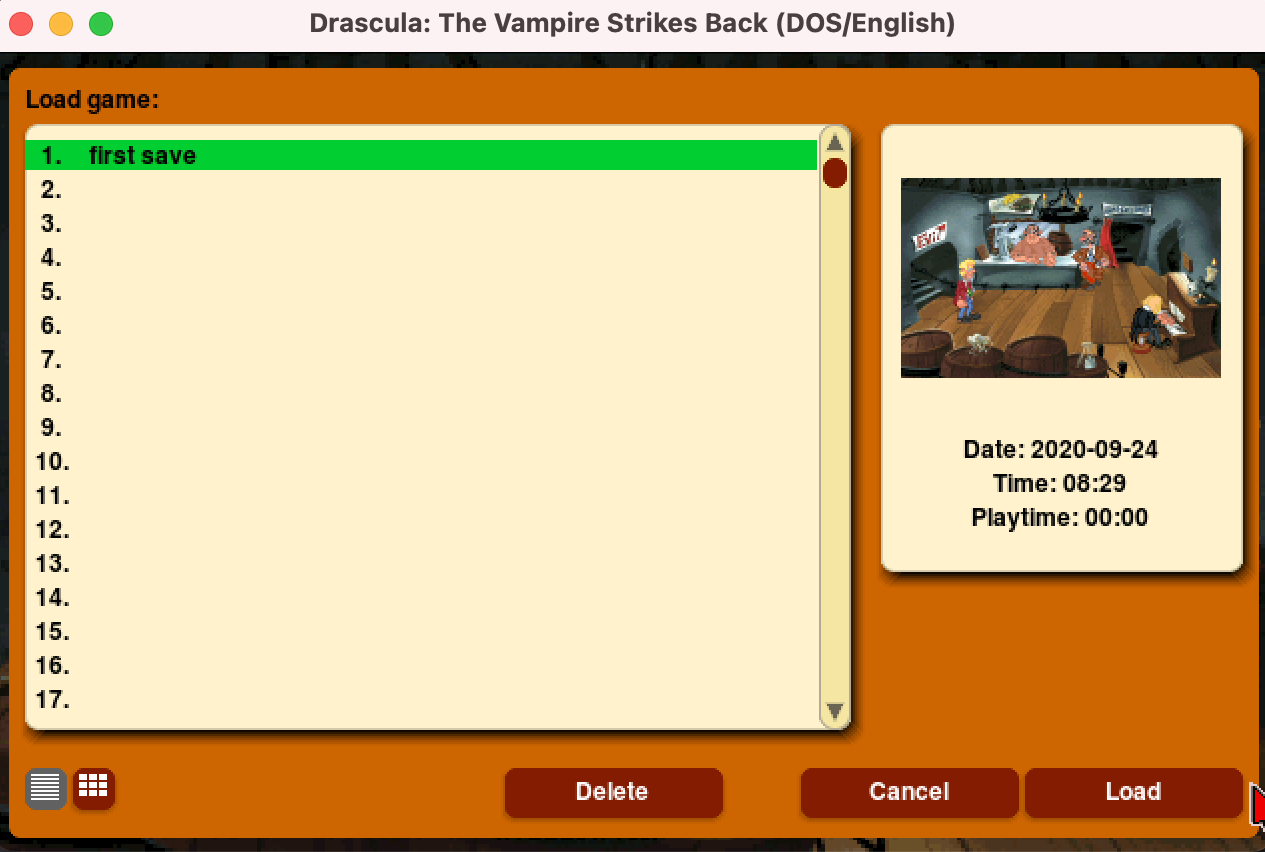 Drascula: The Vampire Strikes Back (DOS/English)
Load game:
1. first save
2.
3.
4.
5.
6.
7.
8.
9.
10.
11.
12.
13.
14.
15.
16.
17.
Exit
Date: 2020-09-24
Time: 08:29
Playtime: 00:00
Delete
Cancel
Load